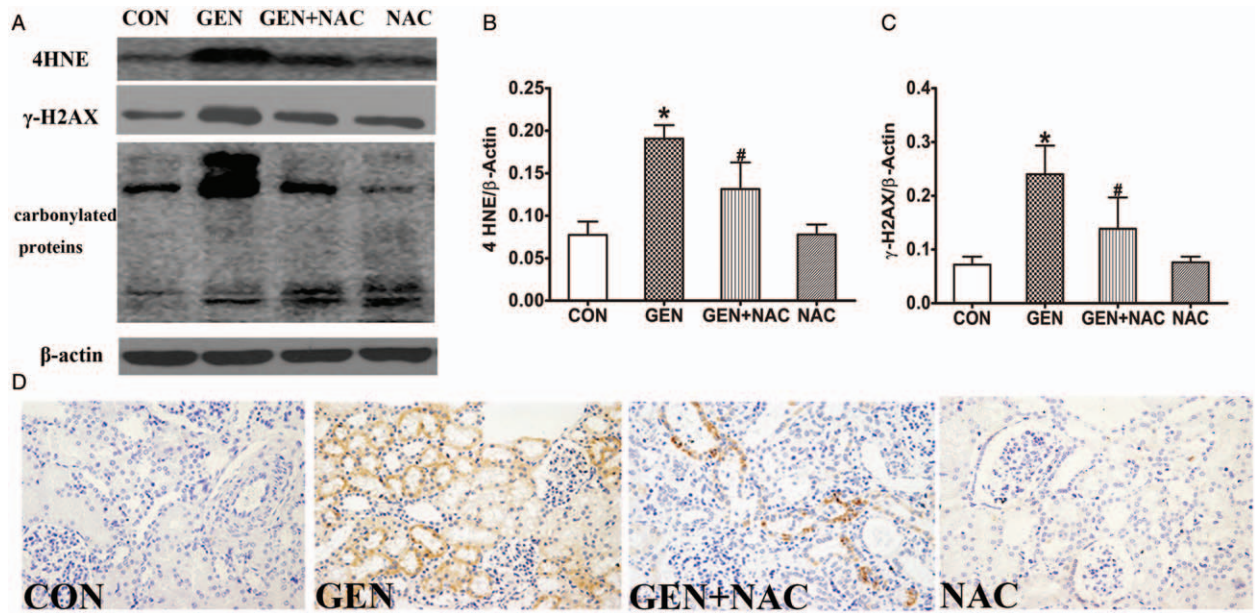 A
CON GEN GEN+NAC NAC
4HNE
γ-H2AX
carbonylated
proteins
β-actin
B
4 HNE/β-Actin
0.25
0.20
*
0.15
#
0.10
0.05
0.00
CON GEN GEN+NAC NAC
C
γ-H2AX/β-Actin
0.4
0.3
*
0.2
#
0.1
0.0
CON GEN GEN+NAC NAC
D
CON GEN GEN+NAC NAC